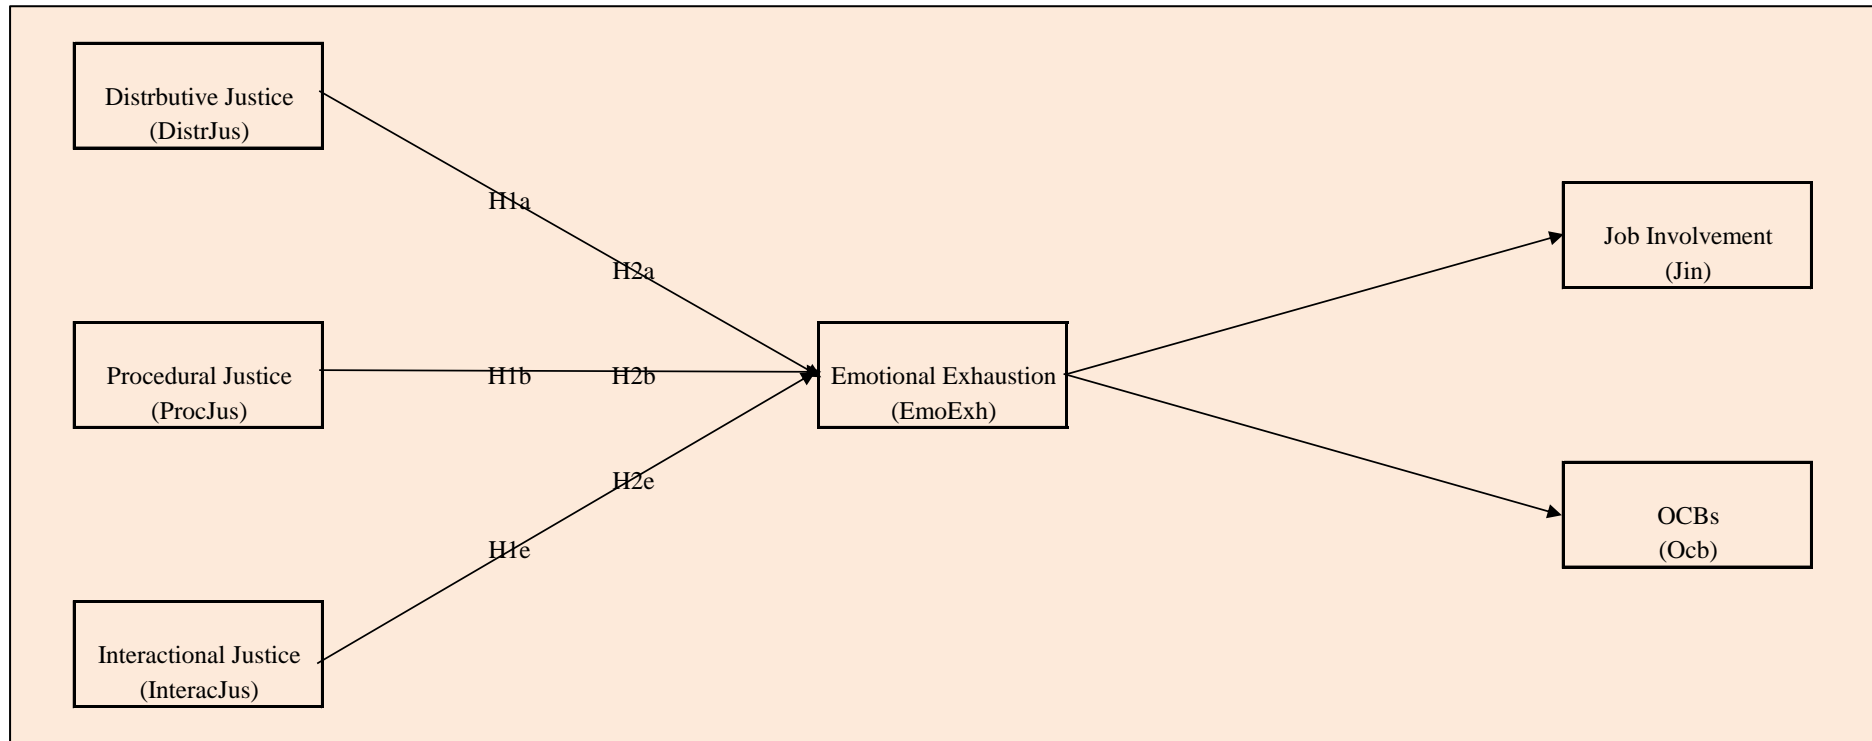 Distrbutive Justice
(DistrJus)
H1a
H2a
Job Involvement
(Jin)
Procedural Justice
(ProcJus)
H1b
H2b
Emotional Exhaustion
(EmoExh)
H2e
H1e
OCBs
(Ocb)
Interactional Justice
(InteracJus)